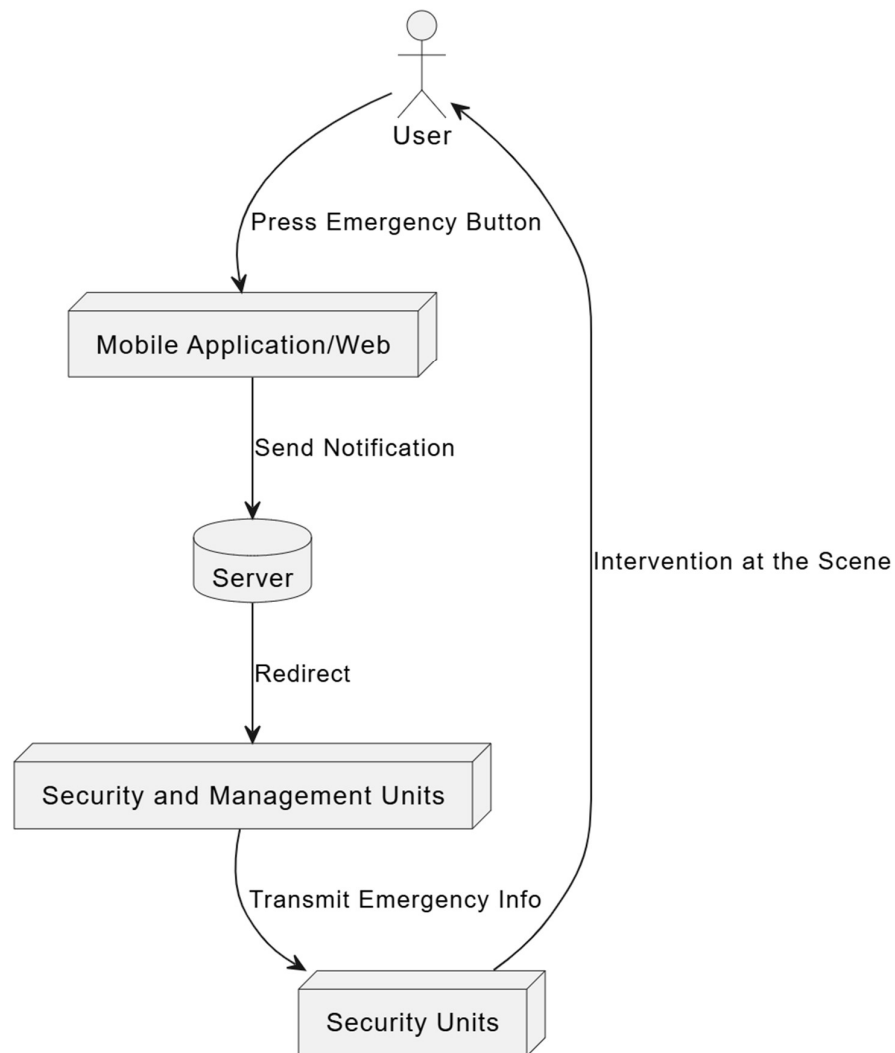 User
Press Emergency Button
Mobile Application/Web
Send Notification
Server
Intervention at the Scene
Redirect
Security and Management Units
Transmit Emergency Info
Security Units